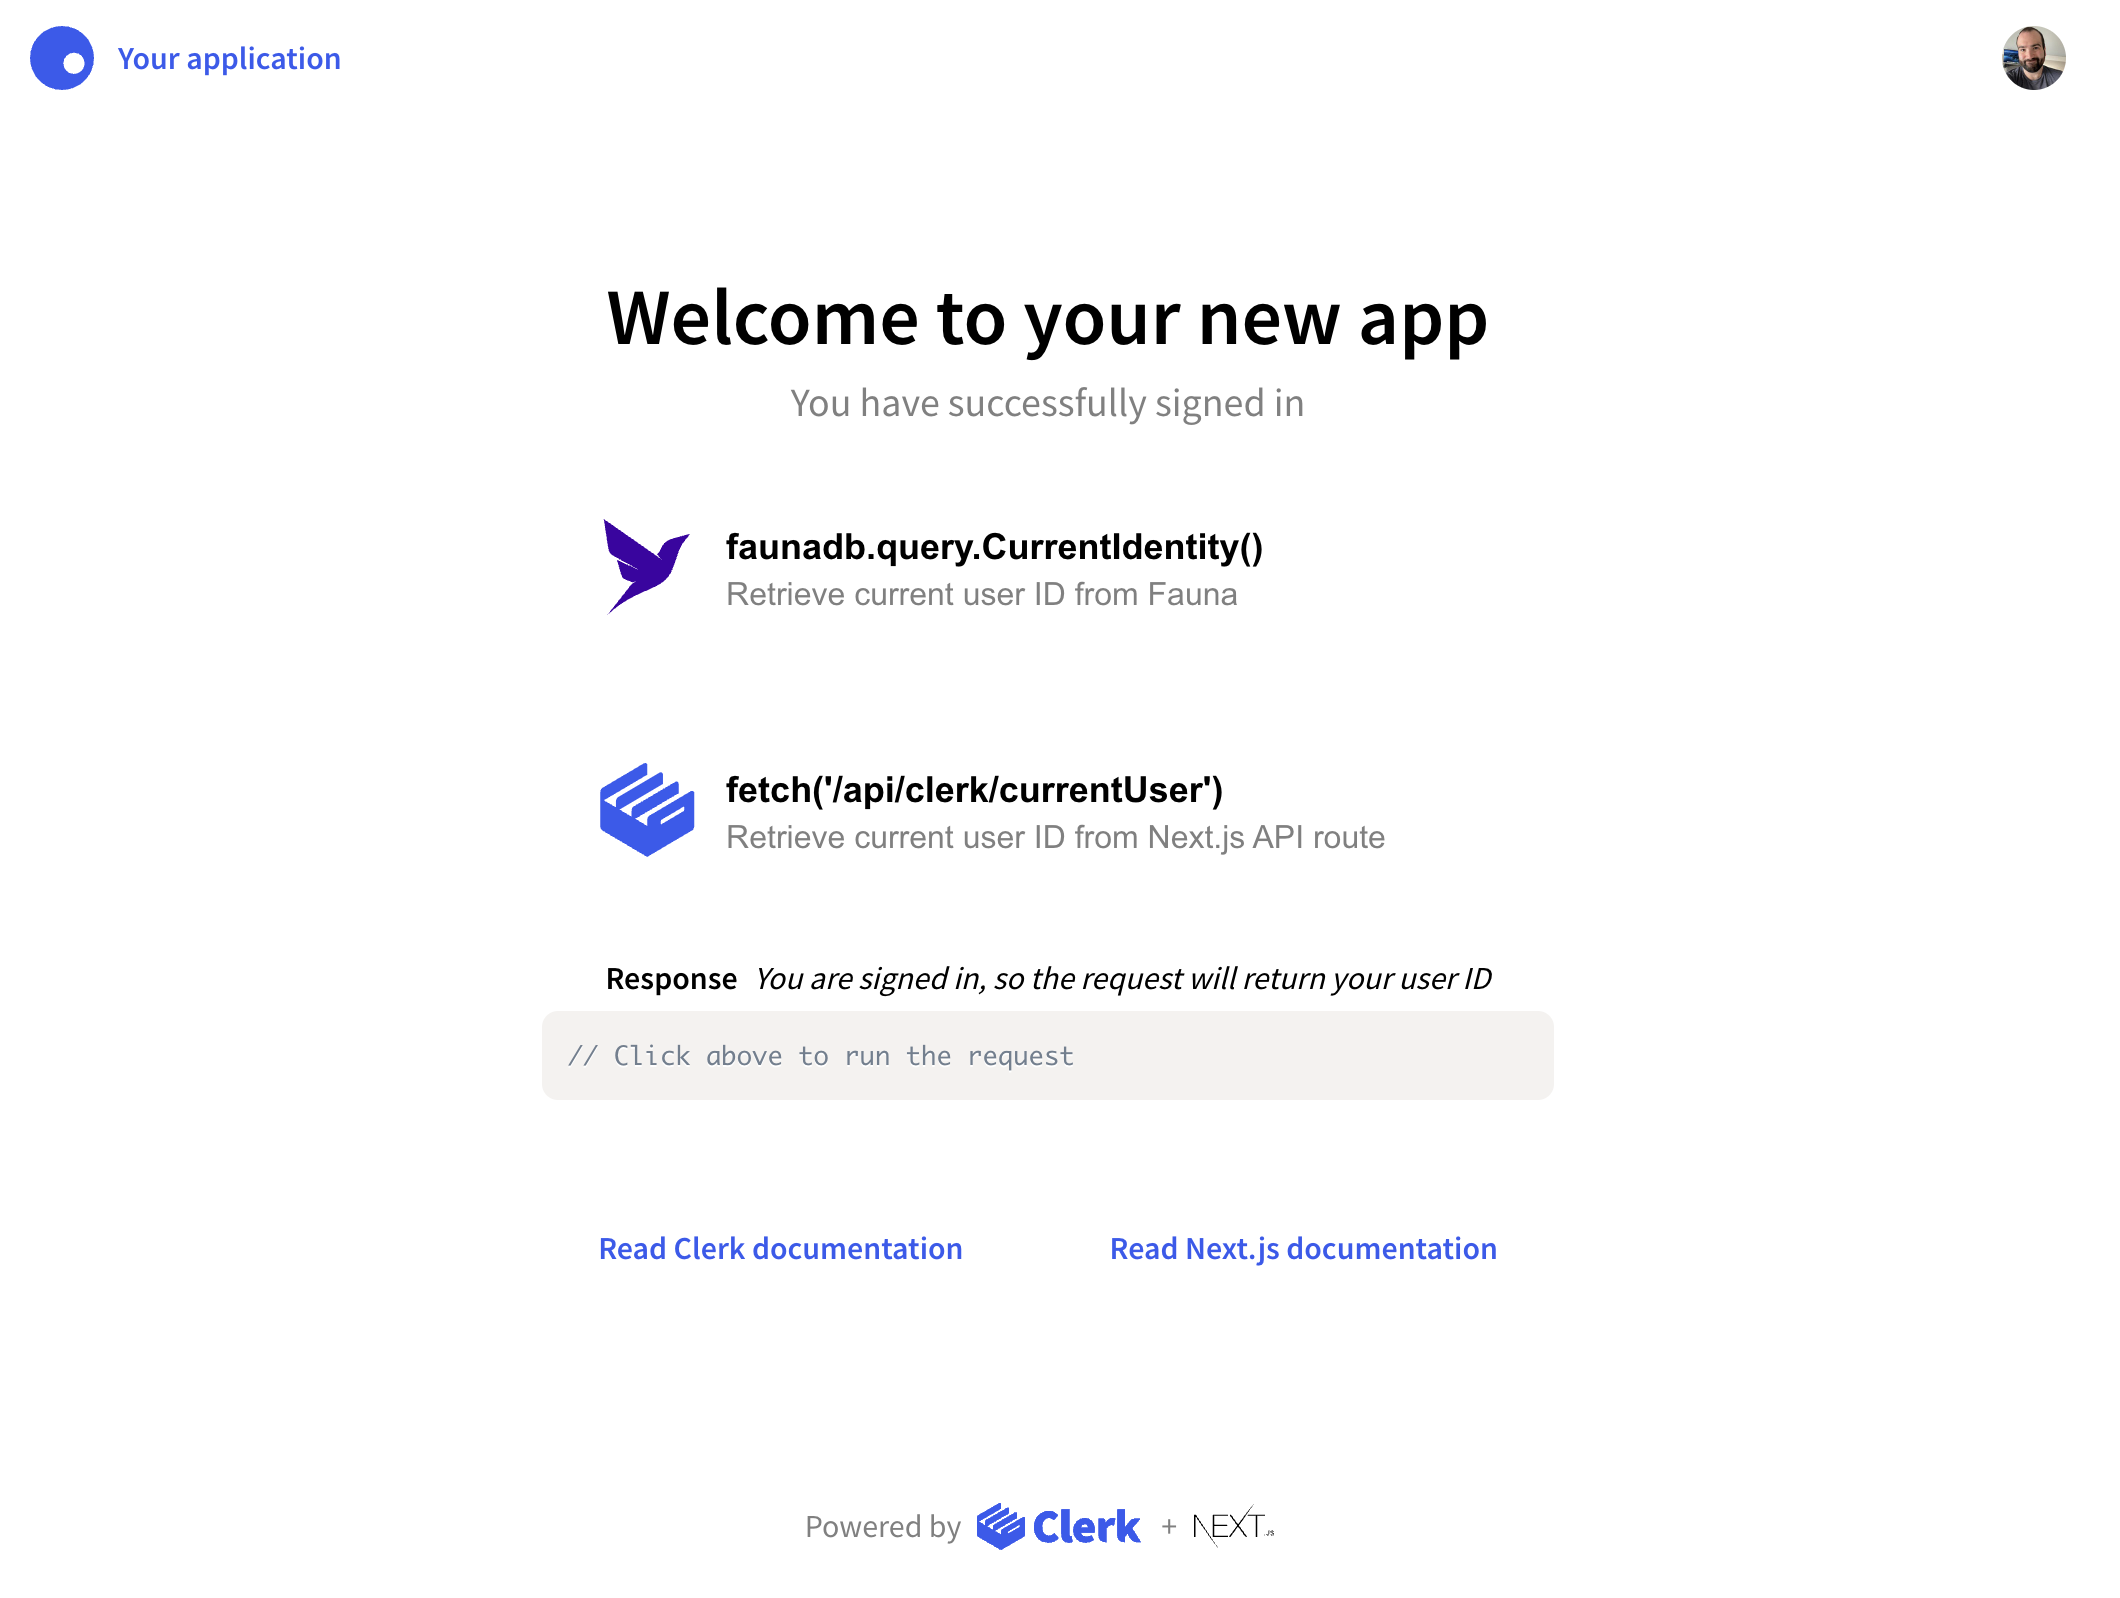 Your application
Welcome to your new app
You have successfully signed in
faunadb.query.CurrentIdentity()
Retrieve current user ID from Fauna
fetch('/api/clerk/currentUser')
Retrieve current user ID from Next.js API route
Response You are signed in, so the request will return your user ID
// Click above to run the request
Read Clerk documentation Read Next.js documentation
Powered by Clerk + NEXT.JS